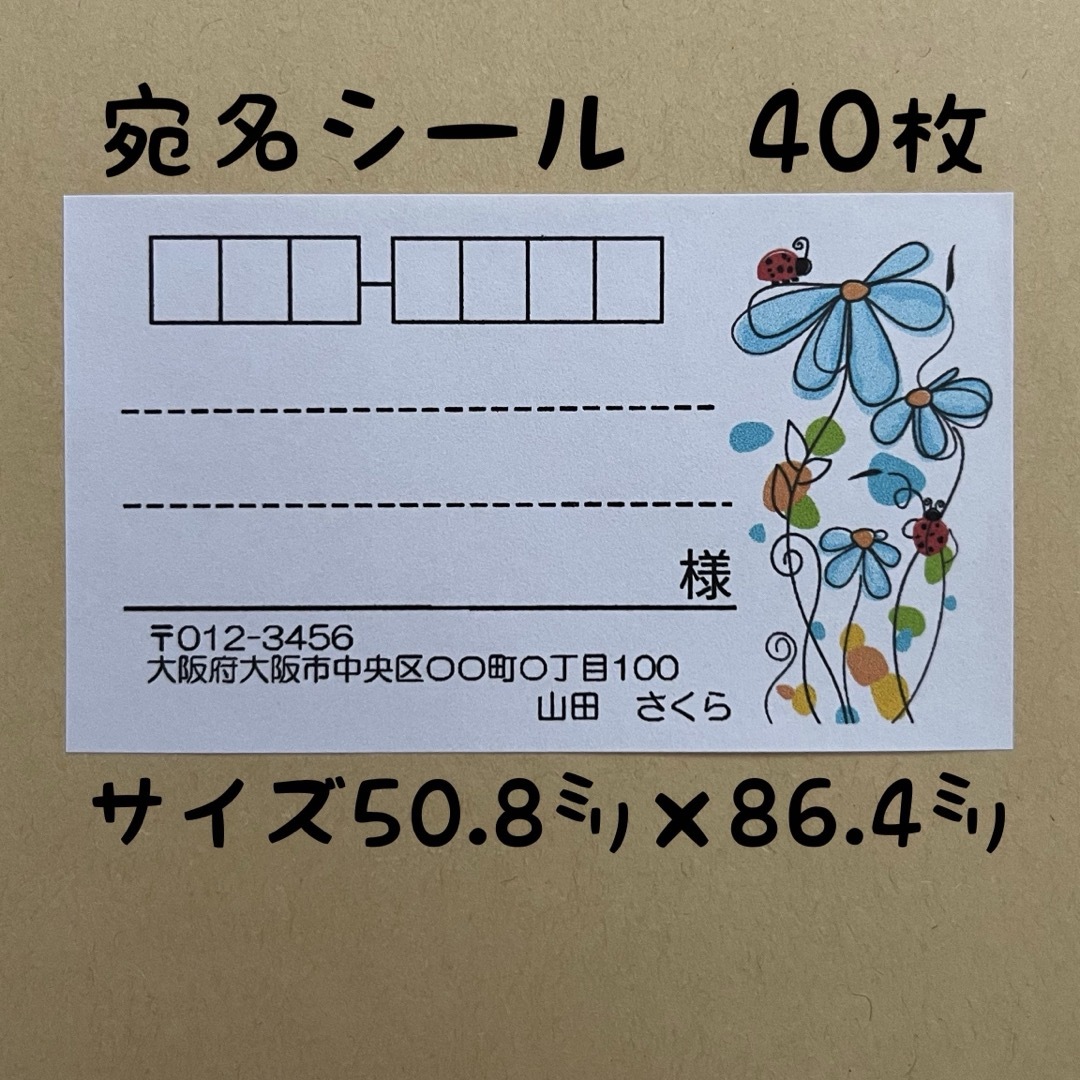 宛名シール　40枚
様
〒012-3456
大阪府大阪市中央区〇〇町〇丁目100
山田　さくら
サイズ50.8㍉×86.4㍉